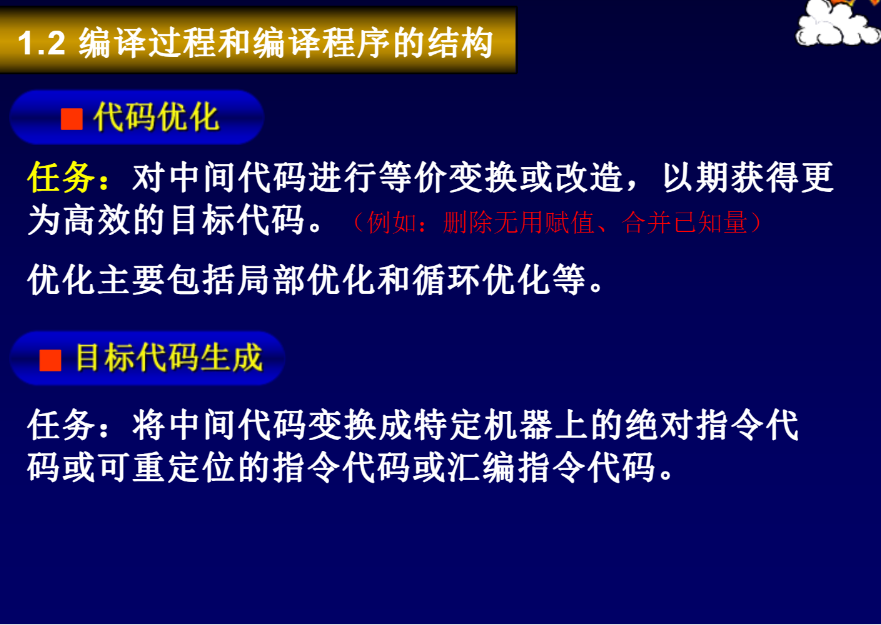 1.2 编译过程和编译程序的结构
■ 代码优化
任务：对中间代码进行等价变换或改造，以期获得更
为高效的目标代码。（例如：删除无用赋值、合并已知量）
优化主要包括局部优化和循环优化等。
■ 目标代码生成
任务：将中间代码变换成特定机器上的绝对指令代
码或可重定位的指令代码或汇编指令代码。